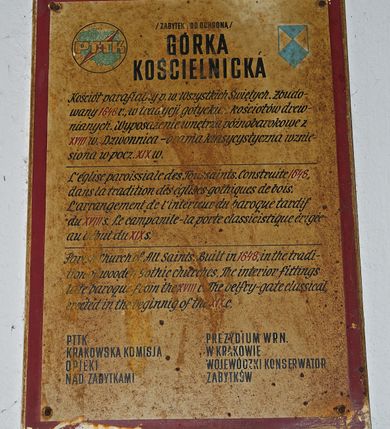 PTTK
/ZABYTEK POD OCHRONĄ/
GÓRKA
KOŚCIELNICKA
Kościół parafialny p.w. Wszystkich Świętych. Zbudo-
wany 1648 r., w tradycji gotyckich kościołów drew-
nianych. Wyposażenie wnętrza późnobarokowe z
XVIII w. Dzwonnica - brama klasycystyczna wznie-
siona w pocz. XIX w.
L'église paroissiale des Tous saints. Construite 1648,
dans la tradition des églises gothiques de bois.
L'arrangement de l'intérieur du baroque tardif
du XVIII s. Le campanile - la porte classicistique érigée
au début du XIX s.
Church of All Saints. Built in 1648, in the tradi-
tion of wooden Gothic churches, the interior fittings
late baroque from the XVIII c. The belfry-gate classical,
erected in the beginnig of the XIX c.
PTTK
KRAKOWSKA KOMISJA
OPIEKI
NAD ZABYTKAMI
PREZYDIUM WRN.
W KRAKOWIE
WOJEWÓDZKI KONSERWATOR
ZABYTKÓW